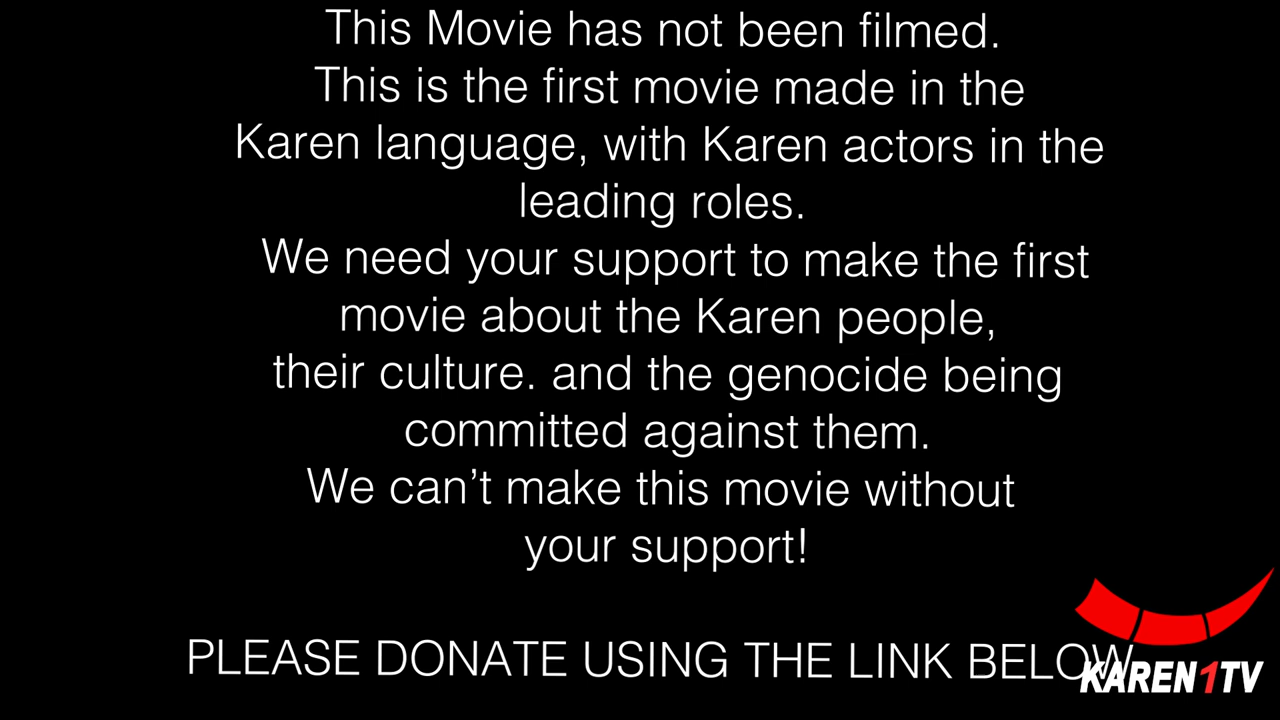 This Movie has not been filmed.
This is the first movie made in the
Karen language, with Karen actors in the
leading roles.
We need your support to make the first
movie about the Karen people,
their culture. and the genocide being
committed against them.
We can't make this movie without
your support!
PLEASE DONATE USING THE LINK BELOW
KAREN1TV